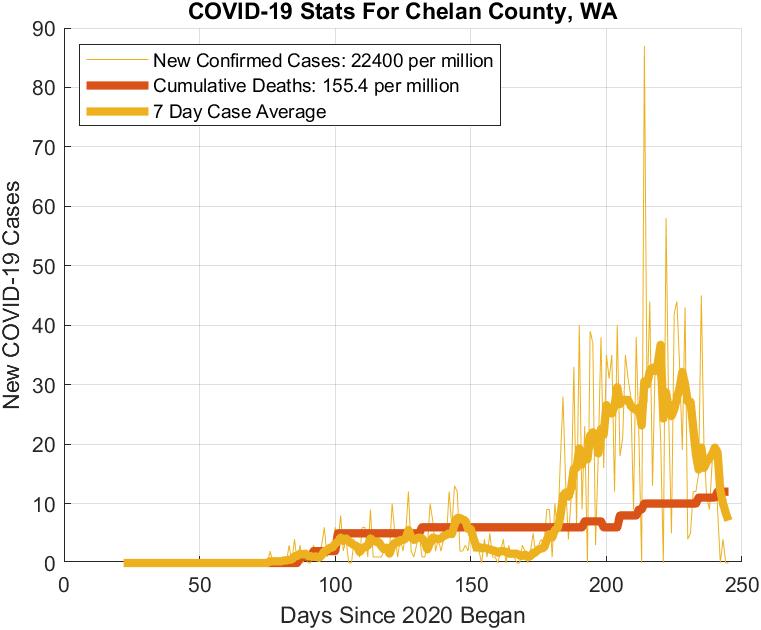 COVID-19 Stats For Chelan County, WA
90
80
70
60
50
40
30
20
10
0
New COVID-19 Cases
New Confirmed Cases: 22400 per million
Cumulative Deaths: 155.4 per million
7 Day Case Average
0 50 100 150 200 250
Days Since 2020 Began